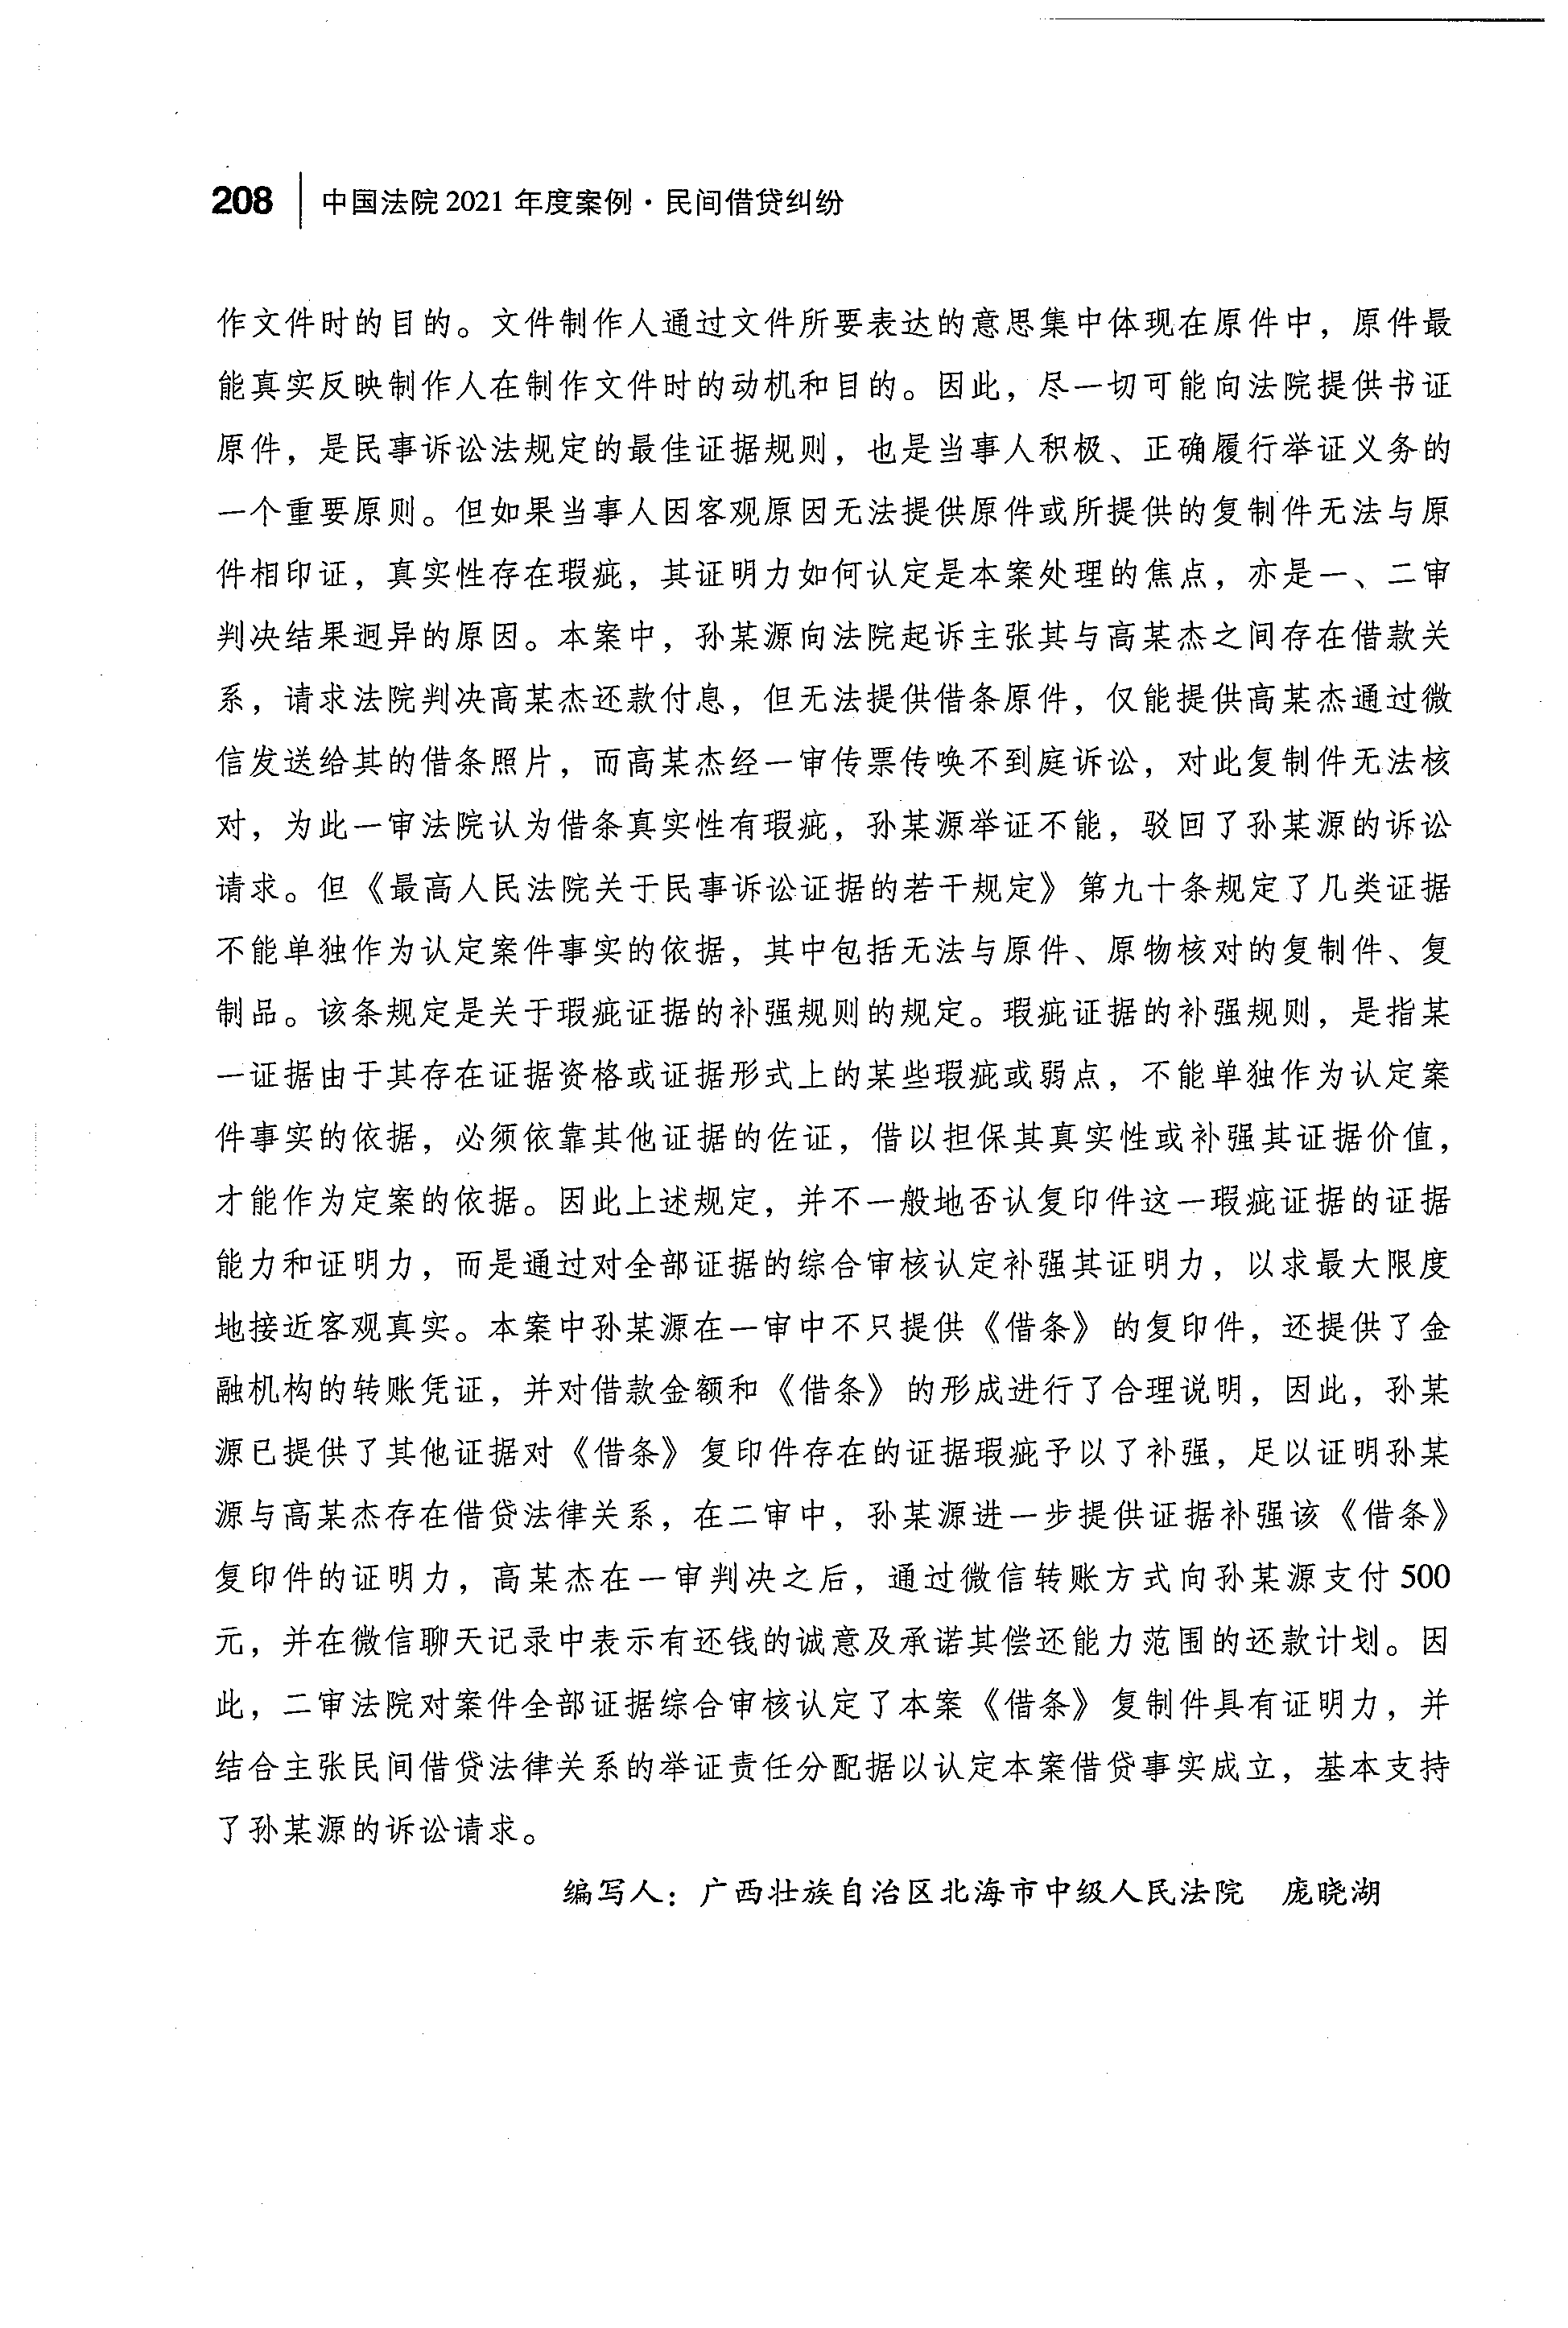 208 中国法院2021年度案例·民间借贷纠纷
作文件时的目的。文件制作人通过文件所要表达的意思集中体现在原件中，原件最
能真实反映制作人在制作文件时的动机和目的。因此，尽一切可能向法院提供书证
原件，是民事诉讼法规定的最佳证据规则，也是当事人积极、正确履行举证义务的
一个重要原则。但如果当事人因客观原因无法提供原件或所提供的复制件无法与原
件相印证，真实性存在瑕疵，其证明力如何认定是本案处理的焦点，亦是一、二审
判决结果迥异的原因。本案中，孙某源向法院起诉主张其与高某杰之间存在借款关
系，请求法院判决高某杰还款付息，但无法提供借条原件，仅能提供高某杰通过微
信发送给其的借条照片，而高某杰经一审传票传唤不到庭诉讼，对此复制件无法核
对，为此一审法院认为借条真实性有瑕疵，孙某源举证不能，驳回了孙某源的诉讼
请求。但《最高人民法院关于民事诉讼证据的若干规定》第九十条规定了几类证据
不能单独作为认定案件事实的依据，其中包括无法与原件、原物核对的复制件、复
制品。该条规定是关于瑕疵证据的补强规则的规定。瑕疵证据的补强规则，是指某
一证据由于其存在证据资格或证据形式上的某些瑕疵或弱点，不能单独作为认定案
件事实的依据，必须依靠其他证据的佐证，借以担保其真实性或补强其证据价值，
才能作为定案的依据。因此上述规定，并不一般地否认复印件这一瑕疵证据的证据
能力和证明力，而是通过对全部证据的综合审核认定补强其证明力，以求最大限度
地接近客观真实。本案中孙某源在一审中不只提供《借条》的复印件，还提供了金
融机构的转账凭证，并对借款金额和《借条》的形成进行了合理说明，因此，孙某
源已提供了其他证据对《借条》复印件存在的证据瑕疵予以了补强，足以证明孙某
源与高某杰存在借贷法律关系，在二审中，孙某源进一步提供证据补强该《借条》
复印件的证明力，高某杰在一审判决之后，通过微信转账方式向孙某源支付500
元，并在微信聊天记录中表示有还钱的诚意及承诺其偿还能力范围的还款计划。因
此，二审法院对案件全部证据综合审核认定了本案《借条》复制件具有证明力，并
结合主张民间借贷法律关系的举证责任分配据以认定本案借贷事实成立，基本支持
了孙某源的诉讼请求。
编写人：广西壮族自治区北海市中级人民法院 庞晓湖